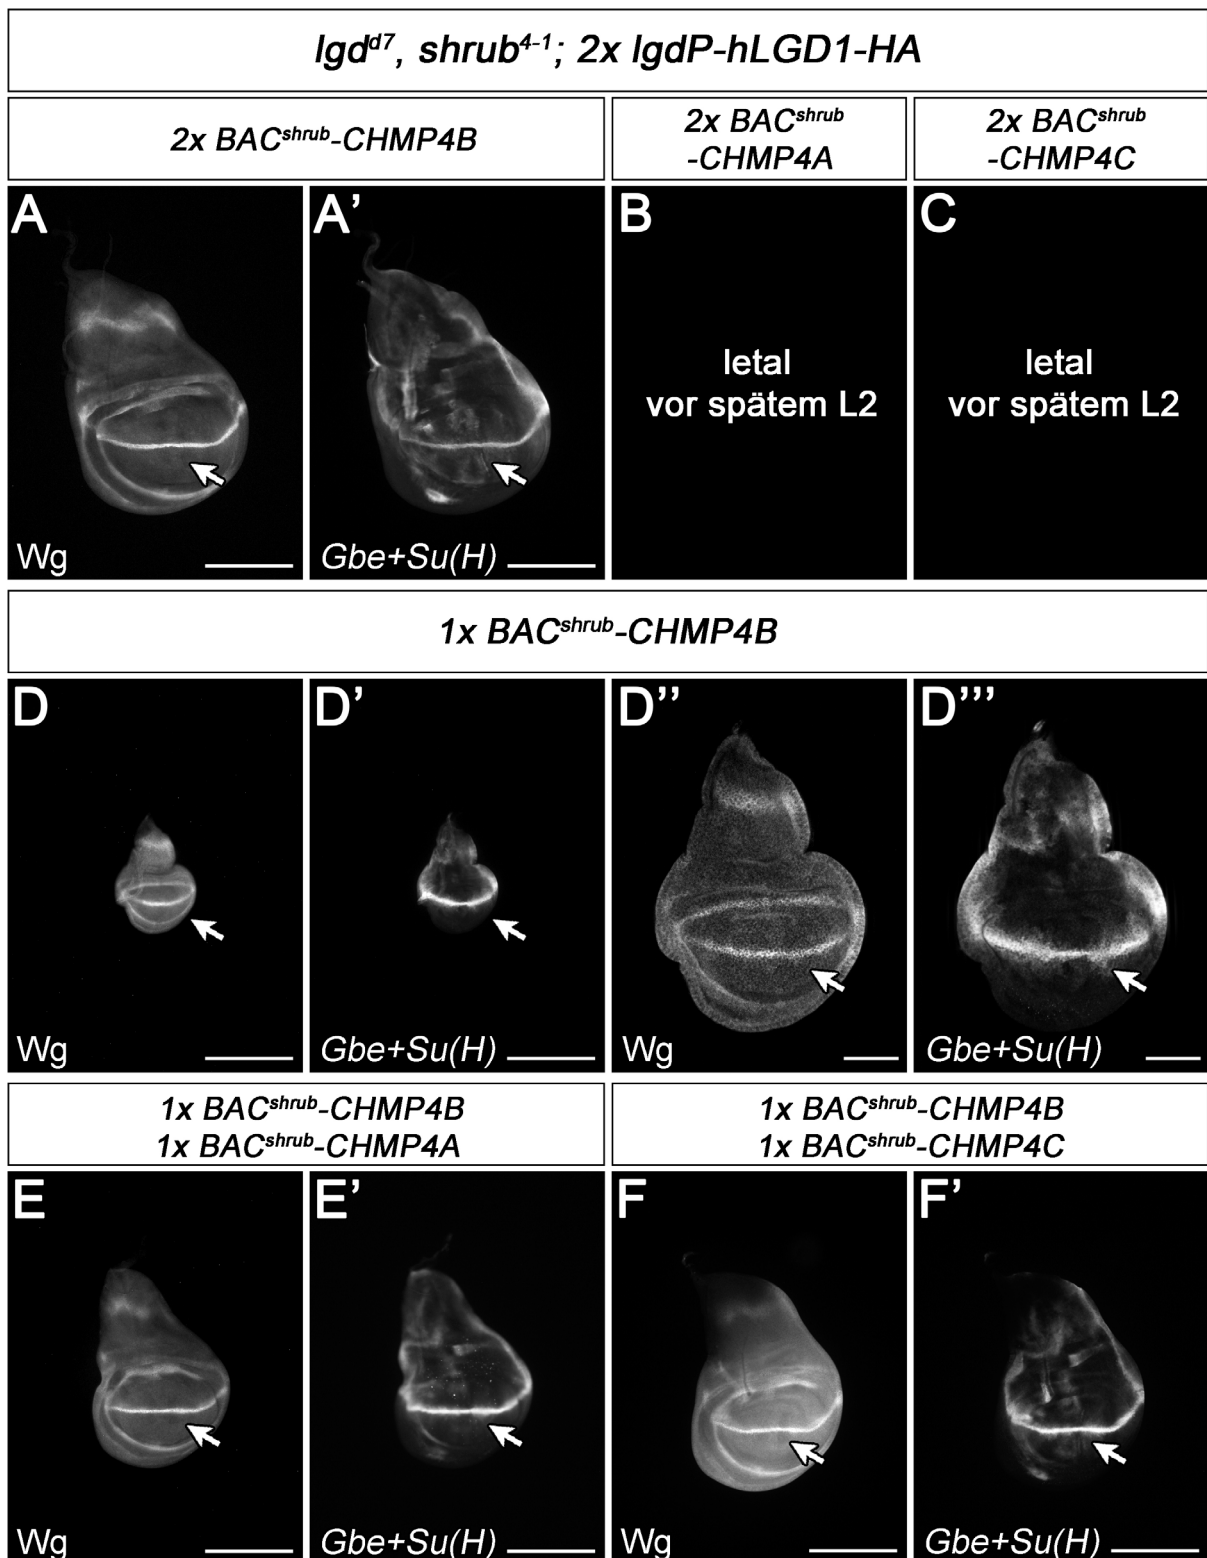 lgd^d7, shrub^4-1; 2x lgdP-hLGD1-HA
2x BAC^shrub-CHMP4B
2x BAC^shrub
-CHMP4A
2x BAC^shrub
-CHMP4C
A
Wg
A'
Gbe+Su(H)
B
letal
vor spätem L2
C
letal
vor spätem L2
1x BAC^shrub-CHMP4B
D
Wg
D'
Gbe+Su(H)
D''
Wg
D'''
Gbe+Su(H)
1x BAC^shrub-CHMP4B
1x BAC^shrub-CHMP4A
1x BAC^shrub-CHMP4B
1x BAC^shrub-CHMP4C
E
Wg
E'
Gbe+Su(H)
F
Wg
F'
Gbe+Su(H)